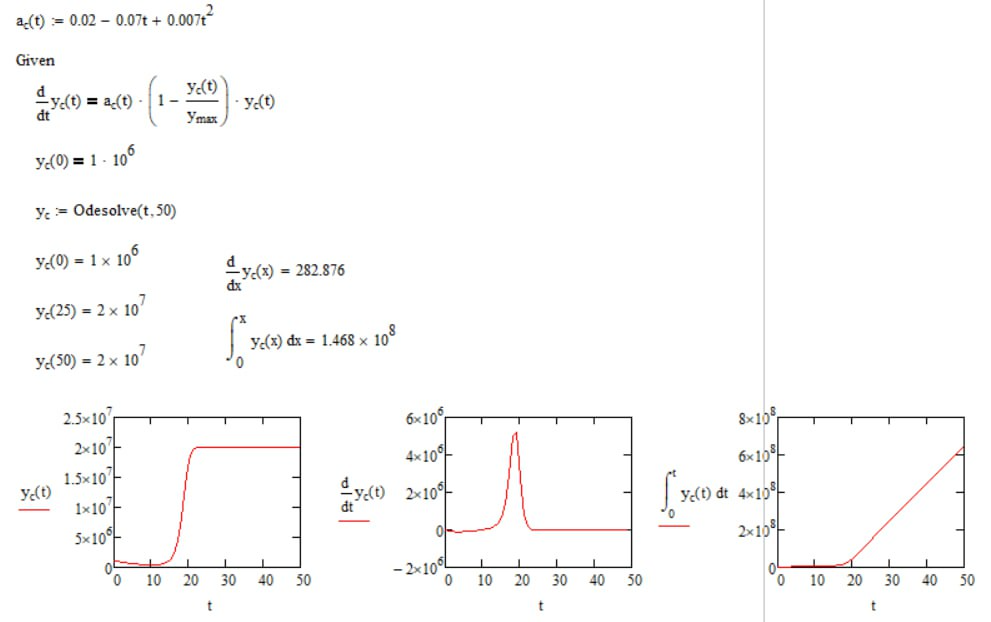 a_c(t) := 0.02 − 0.07t + 0.007t^2
Given
d/dt y_c(t) = a_c(t) · (1 − y_c(t)/y_max) · y_c(t)
y_c(0) = 1 · 10^6
y_c := Odesolve(t, 50)
y_c(0) = 1 × 10^6
d/dx y_c(x) = 282.876
y_c(25) = 2 × 10^7
∫_0^x y_c(x) dx = 1.468 × 10^8
y_c(50) = 2 × 10^7
2.5×10^7
2×10^7
1.5×10^7
1×10^7
5×10^6
0
y_c(t)
0 10 20 30 40 50
t
6×10^6
4×10^6
2×10^6
0
−2×10^6
d/dt y_c(t)
0 10 20 30 40 50
t
8×10^8
6×10^8
4×10^8
2×10^8
0
∫_0^t y_c(t) dt
0 10 20 30 40 50
t